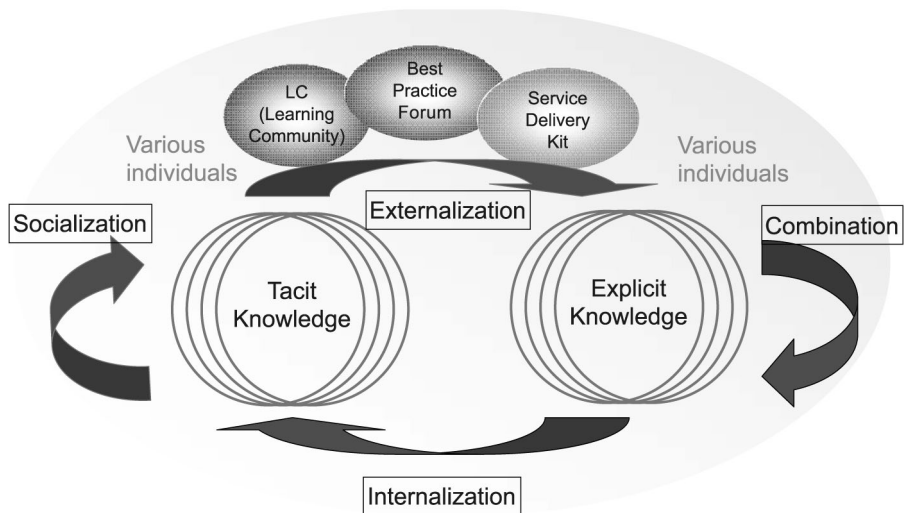 LC
(Learning
Community)
Best
Practice
Forum
Service
Delivery
Kit
Various
individuals
Various
individuals
Socialization
Externalization
Combination
Tacit
Knowledge
Explicit
Knowledge
Internalization